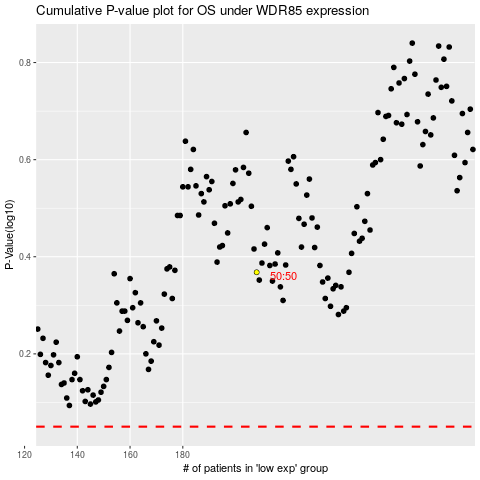 Cumulative P-value plot for OS under WDR85 expression
P-Value(log10)
0.8
0.6
0.4
0.2
50:50
120 140 160 180
# of patients in 'low exp' group